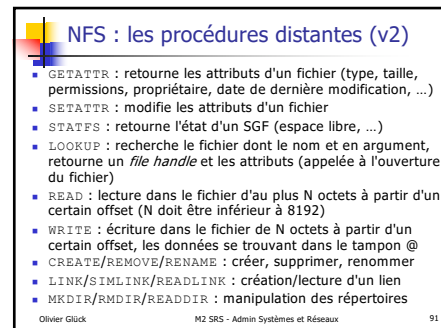 NFS : les procédures distantes (v2)
GETATTR : retourne les attributs d'un fichier (type, taille,
permissions, propriétaire, date de dernière modification, …)
SETATTR : modifie les attributs d'un fichier
STATFS : retourne l'état d'un SGF (espace libre, …)
LOOKUP : recherche le fichier dont le nom et en argument,
retourne un file handle et les attributs (appelée à l'ouverture
du fichier)
READ : lecture dans le fichier d'au plus N octets à partir d'un
certain offset (N doit être inférieur à 8192)
WRITE : écriture dans le fichier de N octets à partir d'un
certain offset, les données se trouvant dans le tampon @
CREATE/REMOVE/RENAME : créer, supprimer, renommer
LINK/SIMLINK/READLINK : création/lecture d'un lien
MKDIR/RMDIR/READDIR : manipulation des répertoires
Olivier Glück M2 SRS - Admin Systèmes et Réseaux 91